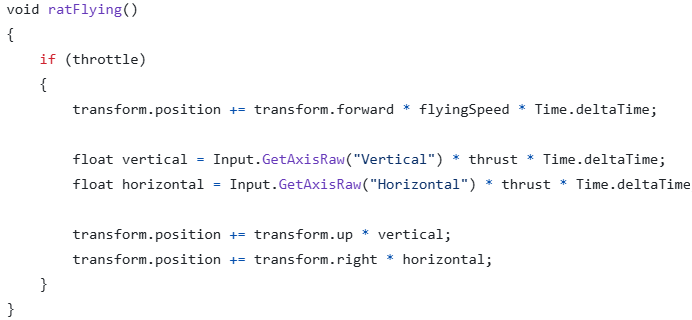 void ratFlying()
{
    if (throttle)
    {
        transform.position += transform.forward * flyingSpeed * Time.deltaTime;

        float vertical = Input.GetAxisRaw("Vertical") * thrust * Time.deltaTime;
        float horizontal = Input.GetAxisRaw("Horizontal") * thrust * Time.deltaTime

        transform.position += transform.up * vertical;
        transform.position += transform.right * horizontal;
    }
}